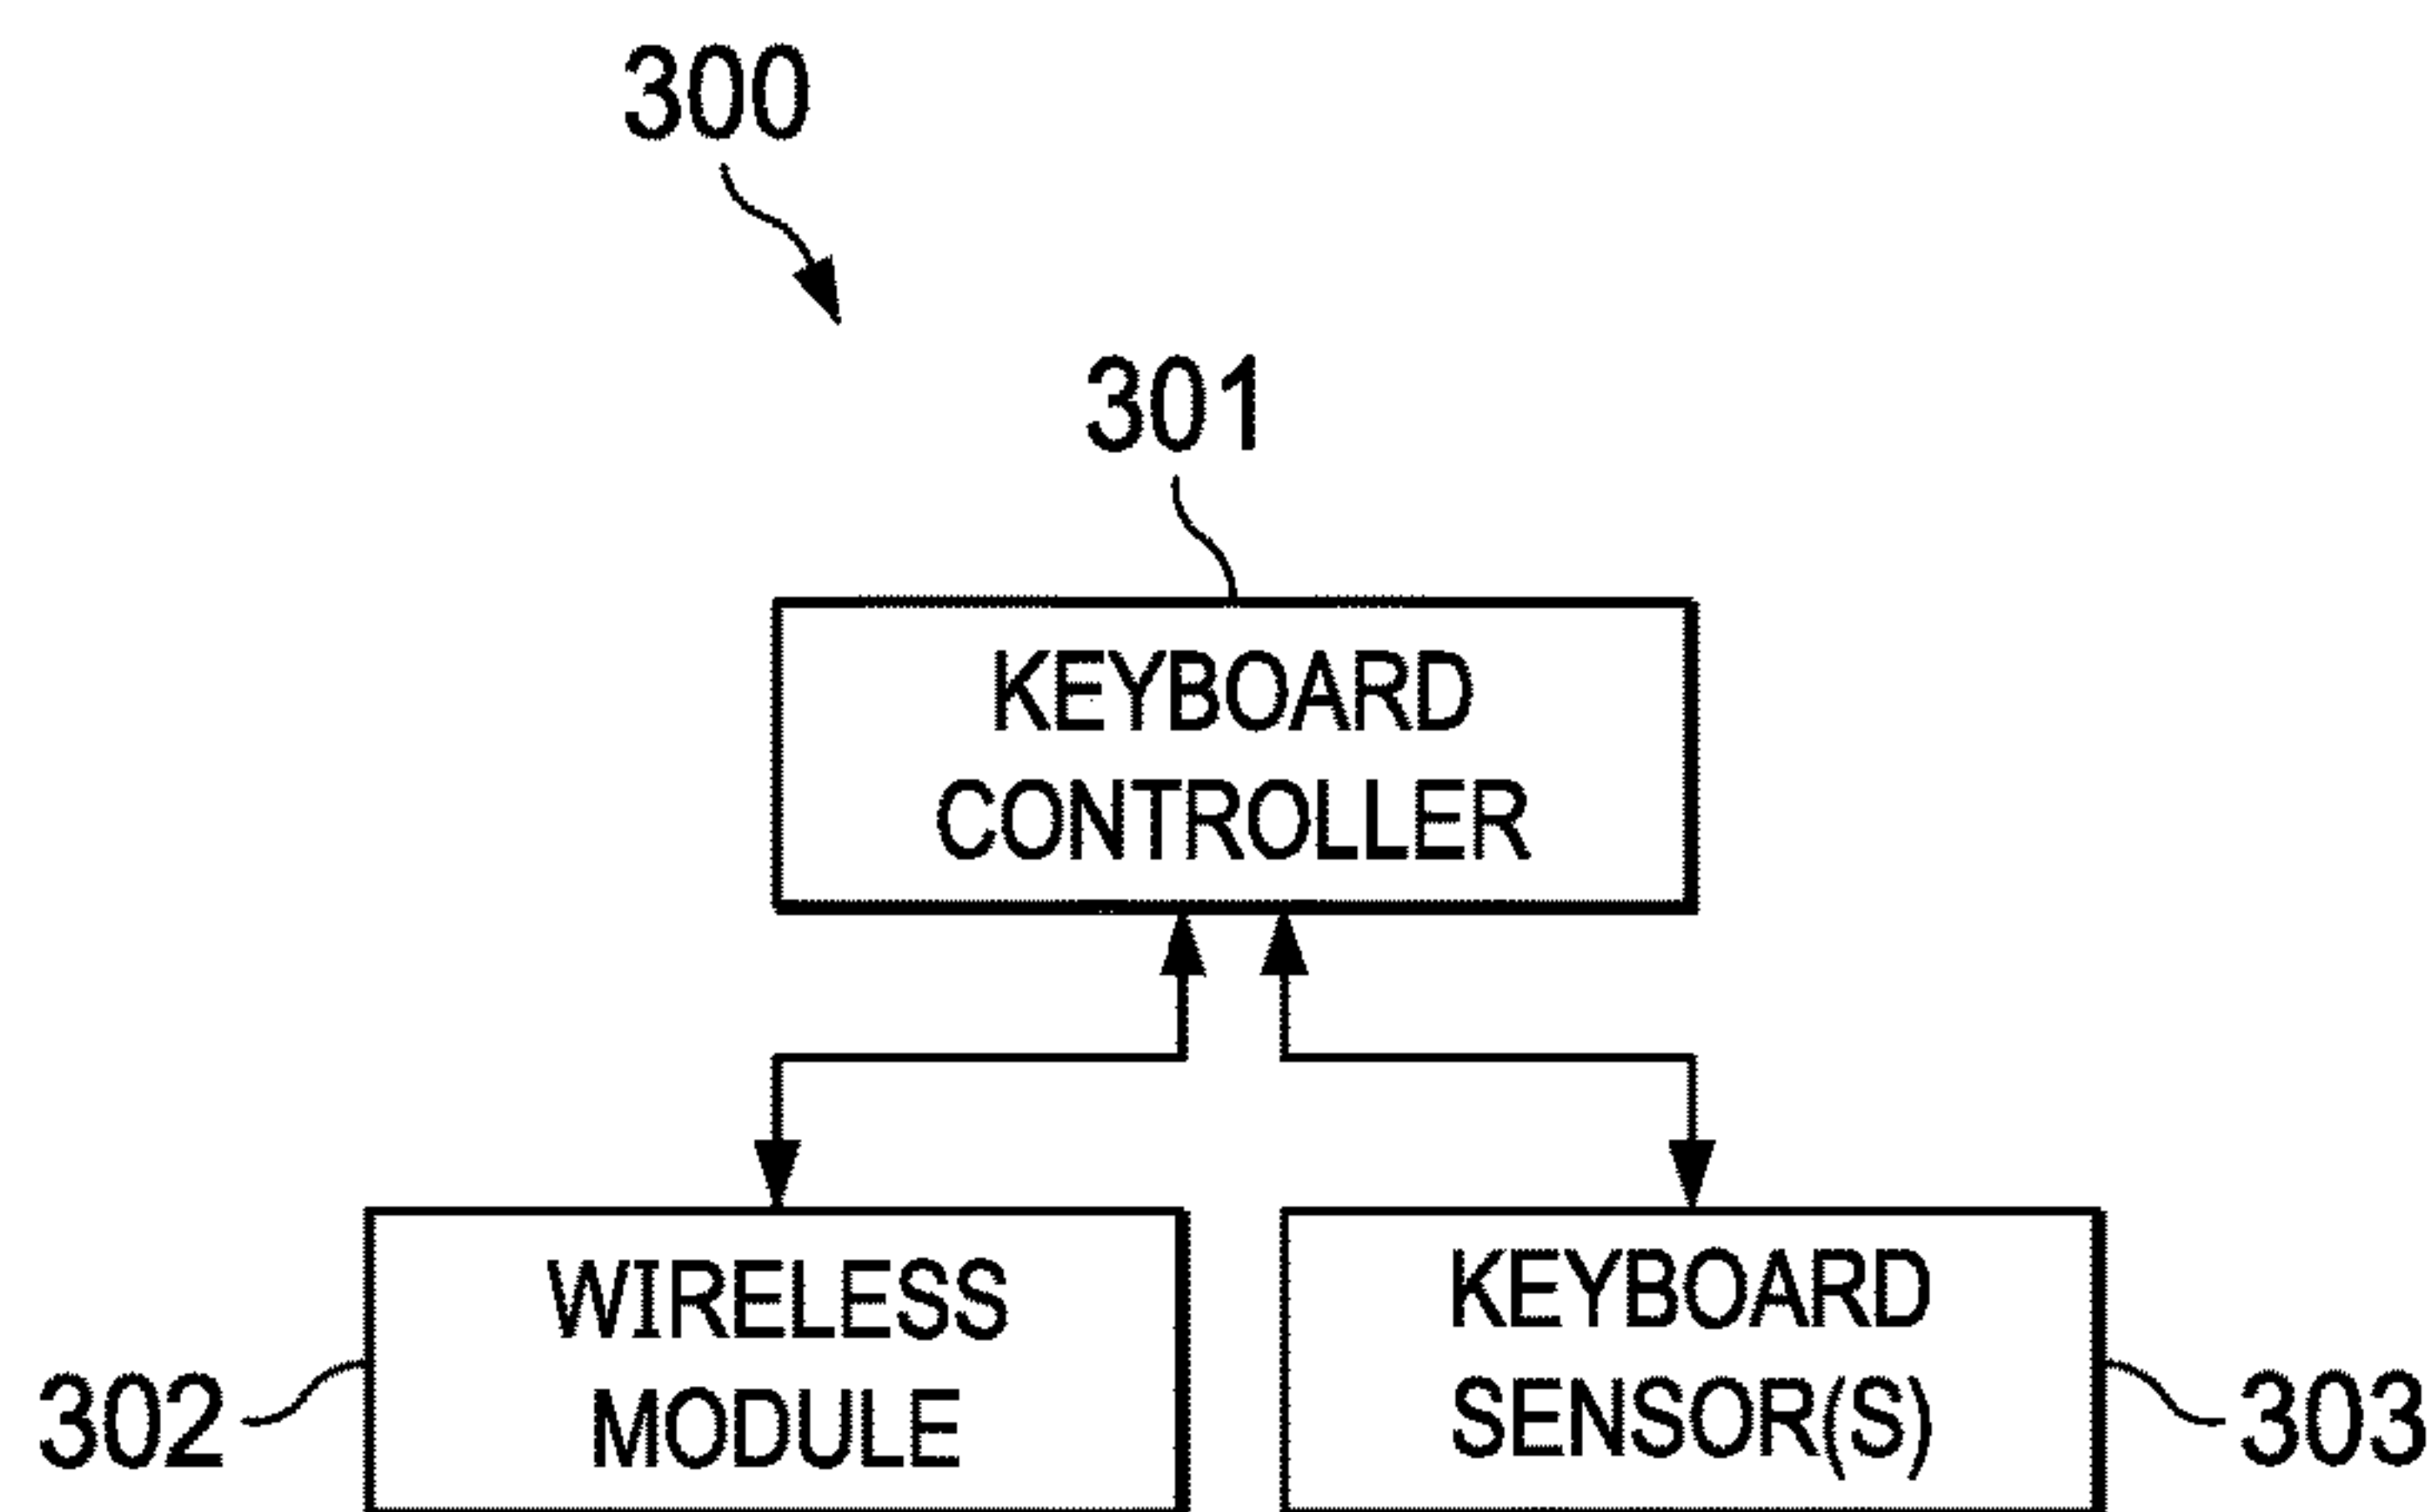 300
301
KEYBOARD
CONTROLLER
WIRELESS
MODULE
302
KEYBOARD
SENSOR(S)
303